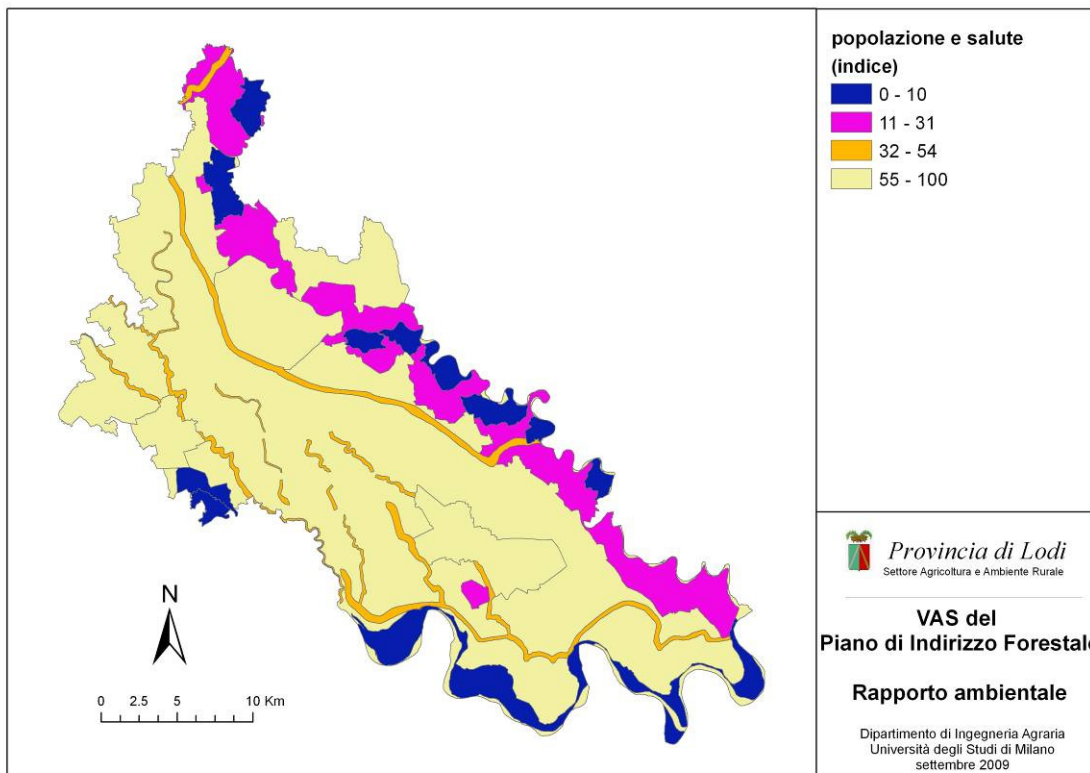 popolazione e salute
(indice)
0 - 10
11 - 31
32 - 54
55 - 100
N
0 2.5 5 10 Km
Provincia di Lodi
Settore Agricoltura e Ambiente Rurale
VAS del
Piano di Indirizzo Forestale
Rapporto ambientale
Dipartimento di Ingegneria Agraria
Università degli Studi di Milano
settembre 2009